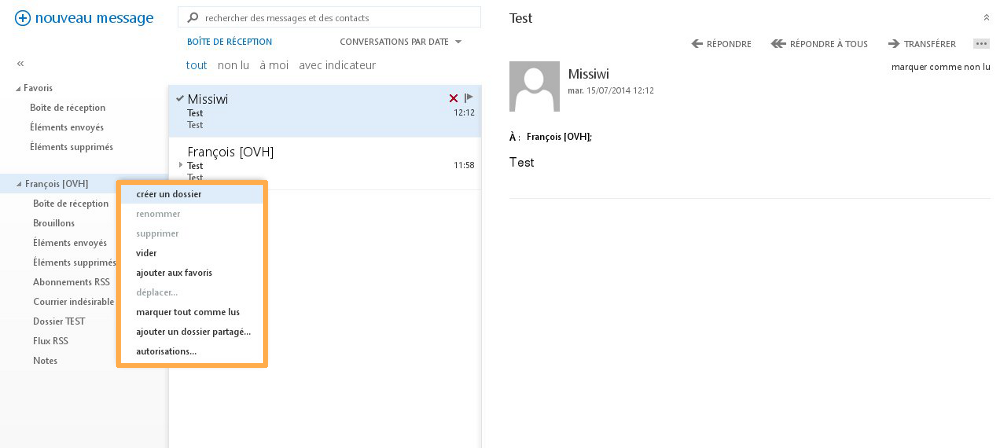 nouveau message
«
Favoris
Boîte de réception
Éléments envoyés
Éléments supprimés
François [OVH]
Boîte de réception
Brouillons
Éléments envoyés
Éléments supprimés
Abonnements RSS
Courrier indésirable
Dossier TEST
Flux RSS
Notes
créer un dossier
renommer
supprimer
vider
ajouter aux favoris
déplacer...
marquer tout comme lus
ajouter un dossier partagé...
autorisations...
rechercher des messages et des contacts
BOÎTE DE RÉCEPTION CONVERSATIONS PAR DATE
tout non lu à moi avec indicateur
Missiwi
Test 12:12
Test
François [OVH]
Test 11:58
Test
Test
RÉPONDRE RÉPONDRE À TOUS TRANSFÉRER ...
marquer comme non lu
Missiwi
mar. 15/07/2014 12:12
À : François [OVH];
Test